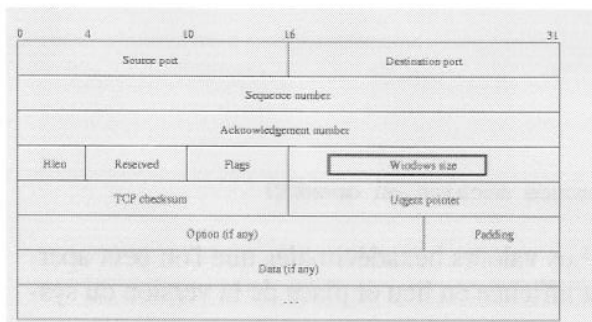 0 4 10 16 31
Source port Destination port
Sequence number
Acknowledgement number
Hlen Reserved Flags Windows size
TCP checksum Urgent pointer
Option (if any) Padding
Data (if any)
...